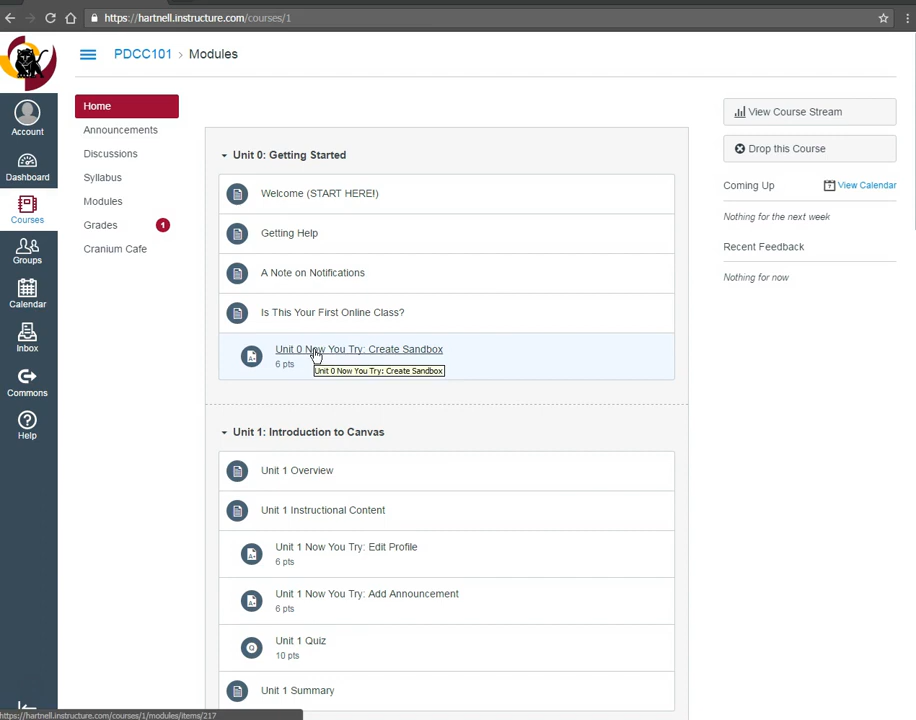 https://hartnell.instructure.com/courses/1
PDCC101 > Modules
Account
Dashboard
Courses
Groups
Calendar
Inbox
Commons
Help
Home
Announcements
Discussions
Syllabus
Modules
Grades 1
Cranium Cafe
Unit 0: Getting Started
Welcome (START HERE!)
Getting Help
A Note on Notifications
Is This Your First Online Class?
Unit 0 Now You Try: Create Sandbox
6 pts
Unit 0 Now You Try: Create Sandbox
Unit 1: Introduction to Canvas
Unit 1 Overview
Unit 1 Instructional Content
Unit 1 Now You Try: Edit Profile
6 pts
Unit 1 Now You Try: Add Announcement
6 pts
Unit 1 Quiz
10 pts
Unit 1 Summary
View Course Stream
Drop this Course
Coming Up
View Calendar
Nothing for the next week
Recent Feedback
Nothing for now
https://hartnell.instructure.com/courses/1/modules/items/217